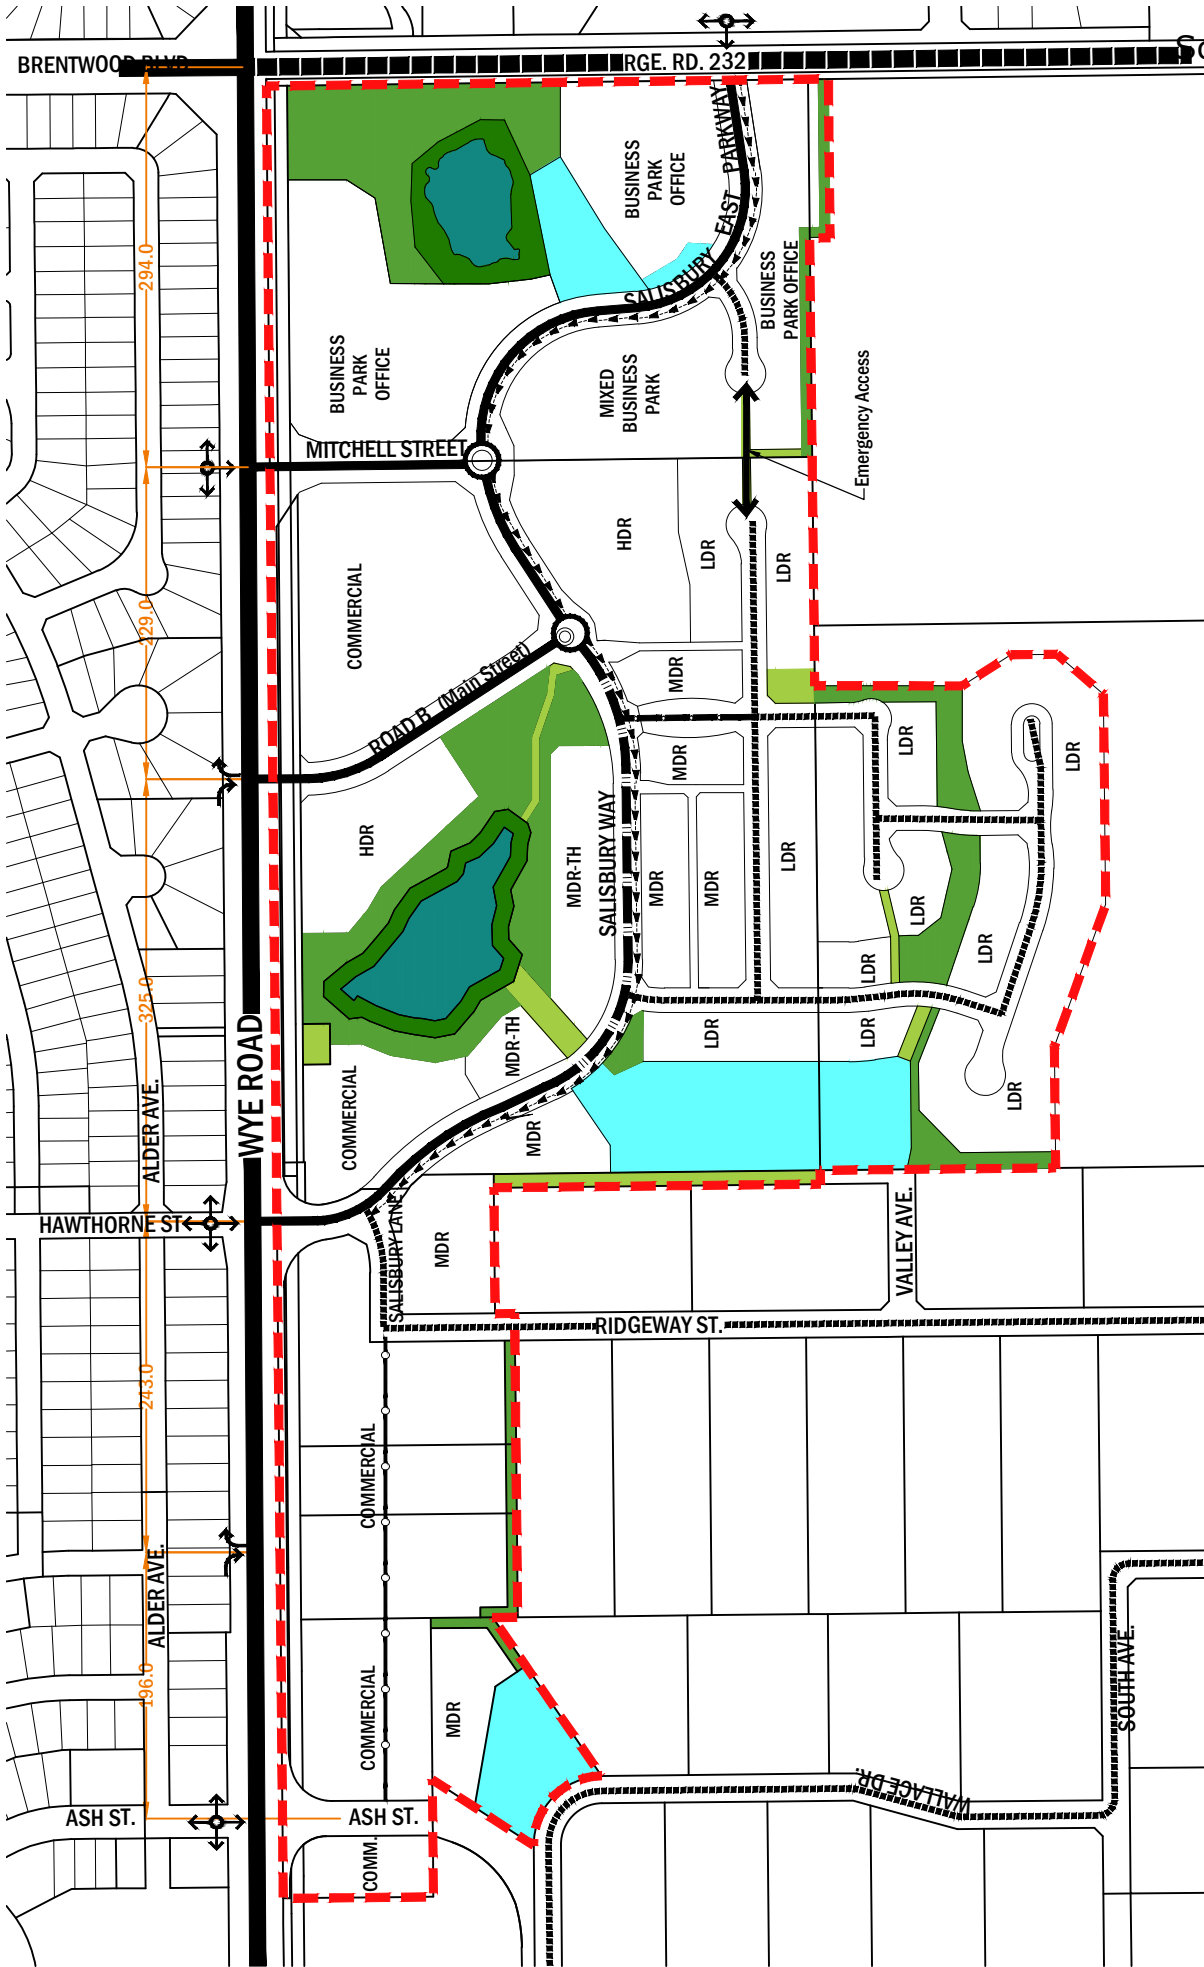 So
BRENTWOOD BLVD
RGE. RD. 232
SALISBURY EAST PARKWAY
BUSINESS
PARK
OFFICE
294.0
BUSINESS
PARK OFFICE
BUSINESS
PARK
OFFICE
MIXED
BUSINESS
PARK
Emergency Access
MITCHELL STREET
HDR
LDR
LDR
COMMERCIAL
229.0
ROAD B (Main Street)
MDR
MDR
LDR
LDR
HDR
MDR-TH
SALISBURY WAY
MDR
MDR
LDR
LDR
LDR
LDR
325.0
WYE ROAD
MDR-TH
LDR
LDR
LDR
ALDER AVE.
COMMERCIAL
MDR
HAWTHORNE ST
SALISBURY LANE
MDR
VALLEY AVE.
RIDGEWAY ST.
243.0
COMMERCIAL
ALDER AVE.
196.0
COMMERCIAL
MDR
SOUTH AVE.
WALLACE DR.
ASH ST.
ASH ST.
COMM.